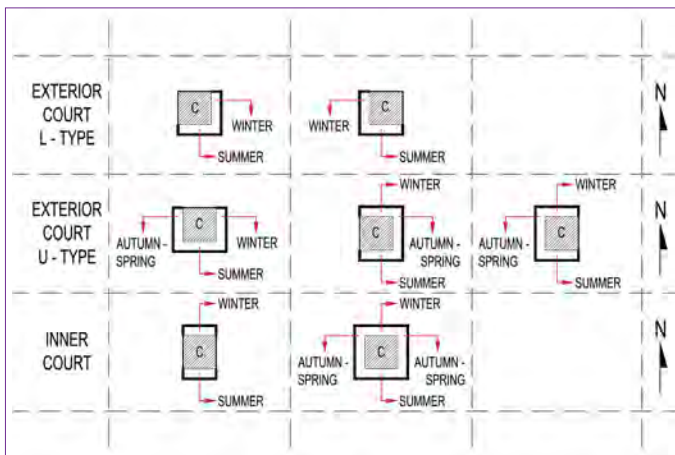 EXTERIOR
COURT
L - TYPE
C
WINTER
SUMMER
C
WINTER
SUMMER
N
EXTERIOR
COURT
U - TYPE
C
AUTUMN -
SPRING
WINTER
SUMMER
WINTER
C
AUTUMN -
SPRING
SUMMER
WINTER
C
AUTUMN -
SPRING
SUMMER
N
INNER
COURT
WINTER
C
SUMMER
WINTER
C
AUTUMN -
SPRING
AUTUMN -
SPRING
SUMMER
N